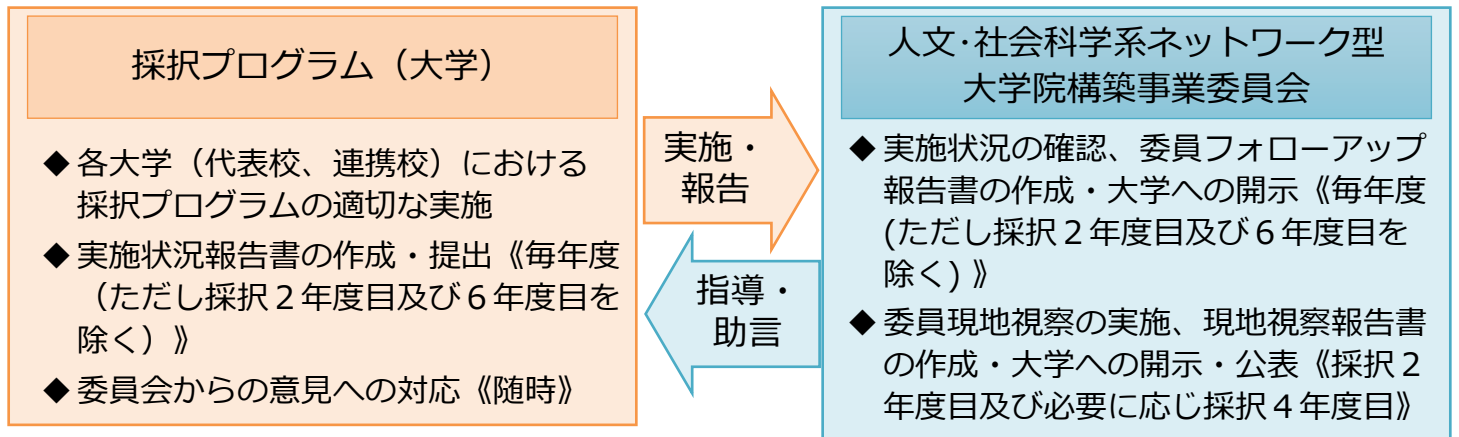 採択プログラム（大学）
◆ 各大学（代表校、連携校）における
採択プログラムの適切な実施
◆ 実施状況報告書の作成・提出《毎年度
（ただし採択２年度目及び６年度目を
除く）》
◆ 委員会からの意見への対応《随時》
実施・
報告
指導・
助言
人文･社会科学系ネットワーク型
大学院構築事業委員会
◆ 実施状況の確認、委員フォローアップ
報告書の作成・大学への開示《毎年度
(ただし採択２年度目及び６年度目を
除く) 》
◆ 委員現地視察の実施、現地視察報告書
の作成・大学への開示・公表《採択２
年度目及び必要に応じ採択４年度目》